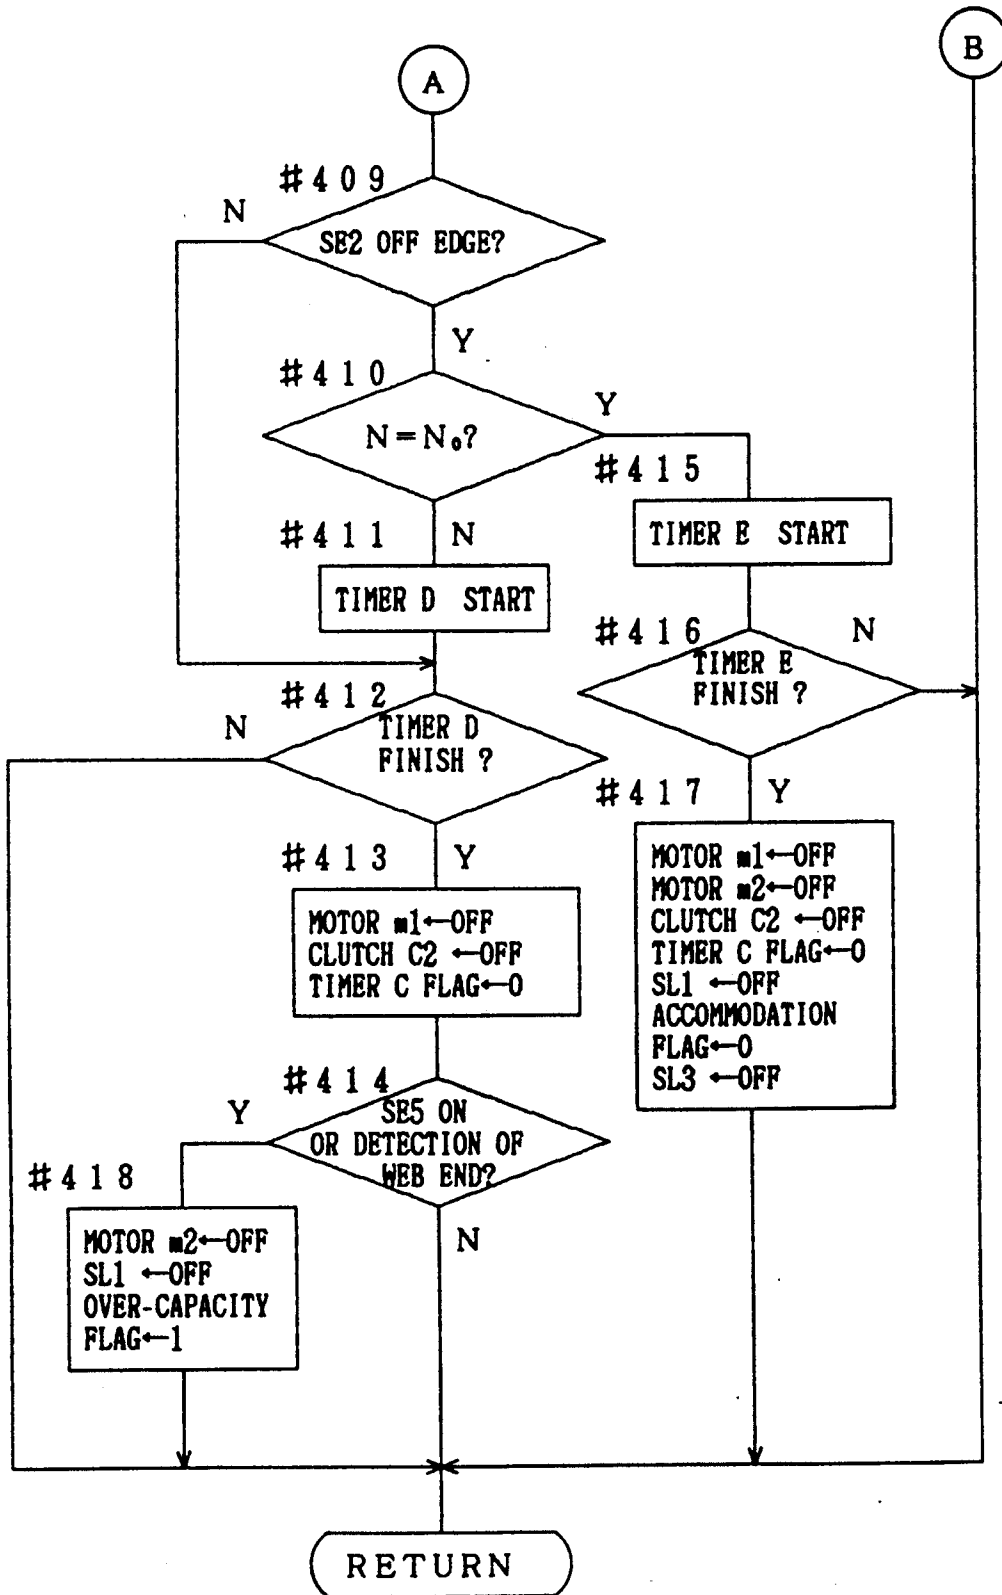 A
B
#409
N
SE2 OFF EDGE?
Y
#410
Y
N=N₀?
#415
#411
N
TIMER E START
TIMER D START
#416
N
TIMER E
FINISH ?
#412
N
TIMER D
FINISH ?
#417
Y
#413
Y
MOTOR m1←OFF
MOTOR m2←OFF
CLUTCH C2 ←OFF
TIMER C FLAG←0
SL1 ←OFF
ACCOMMODATION
FLAG←0
SL3 ←OFF
MOTOR m1←OFF
CLUTCH C2 ←OFF
TIMER C FLAG←0
#414
Y
SE5 ON
OR DETECTION OF
WEB END?
#418
N
MOTOR m2←OFF
SL1 ←OFF
OVER-CAPACITY
FLAG←1
RETURN